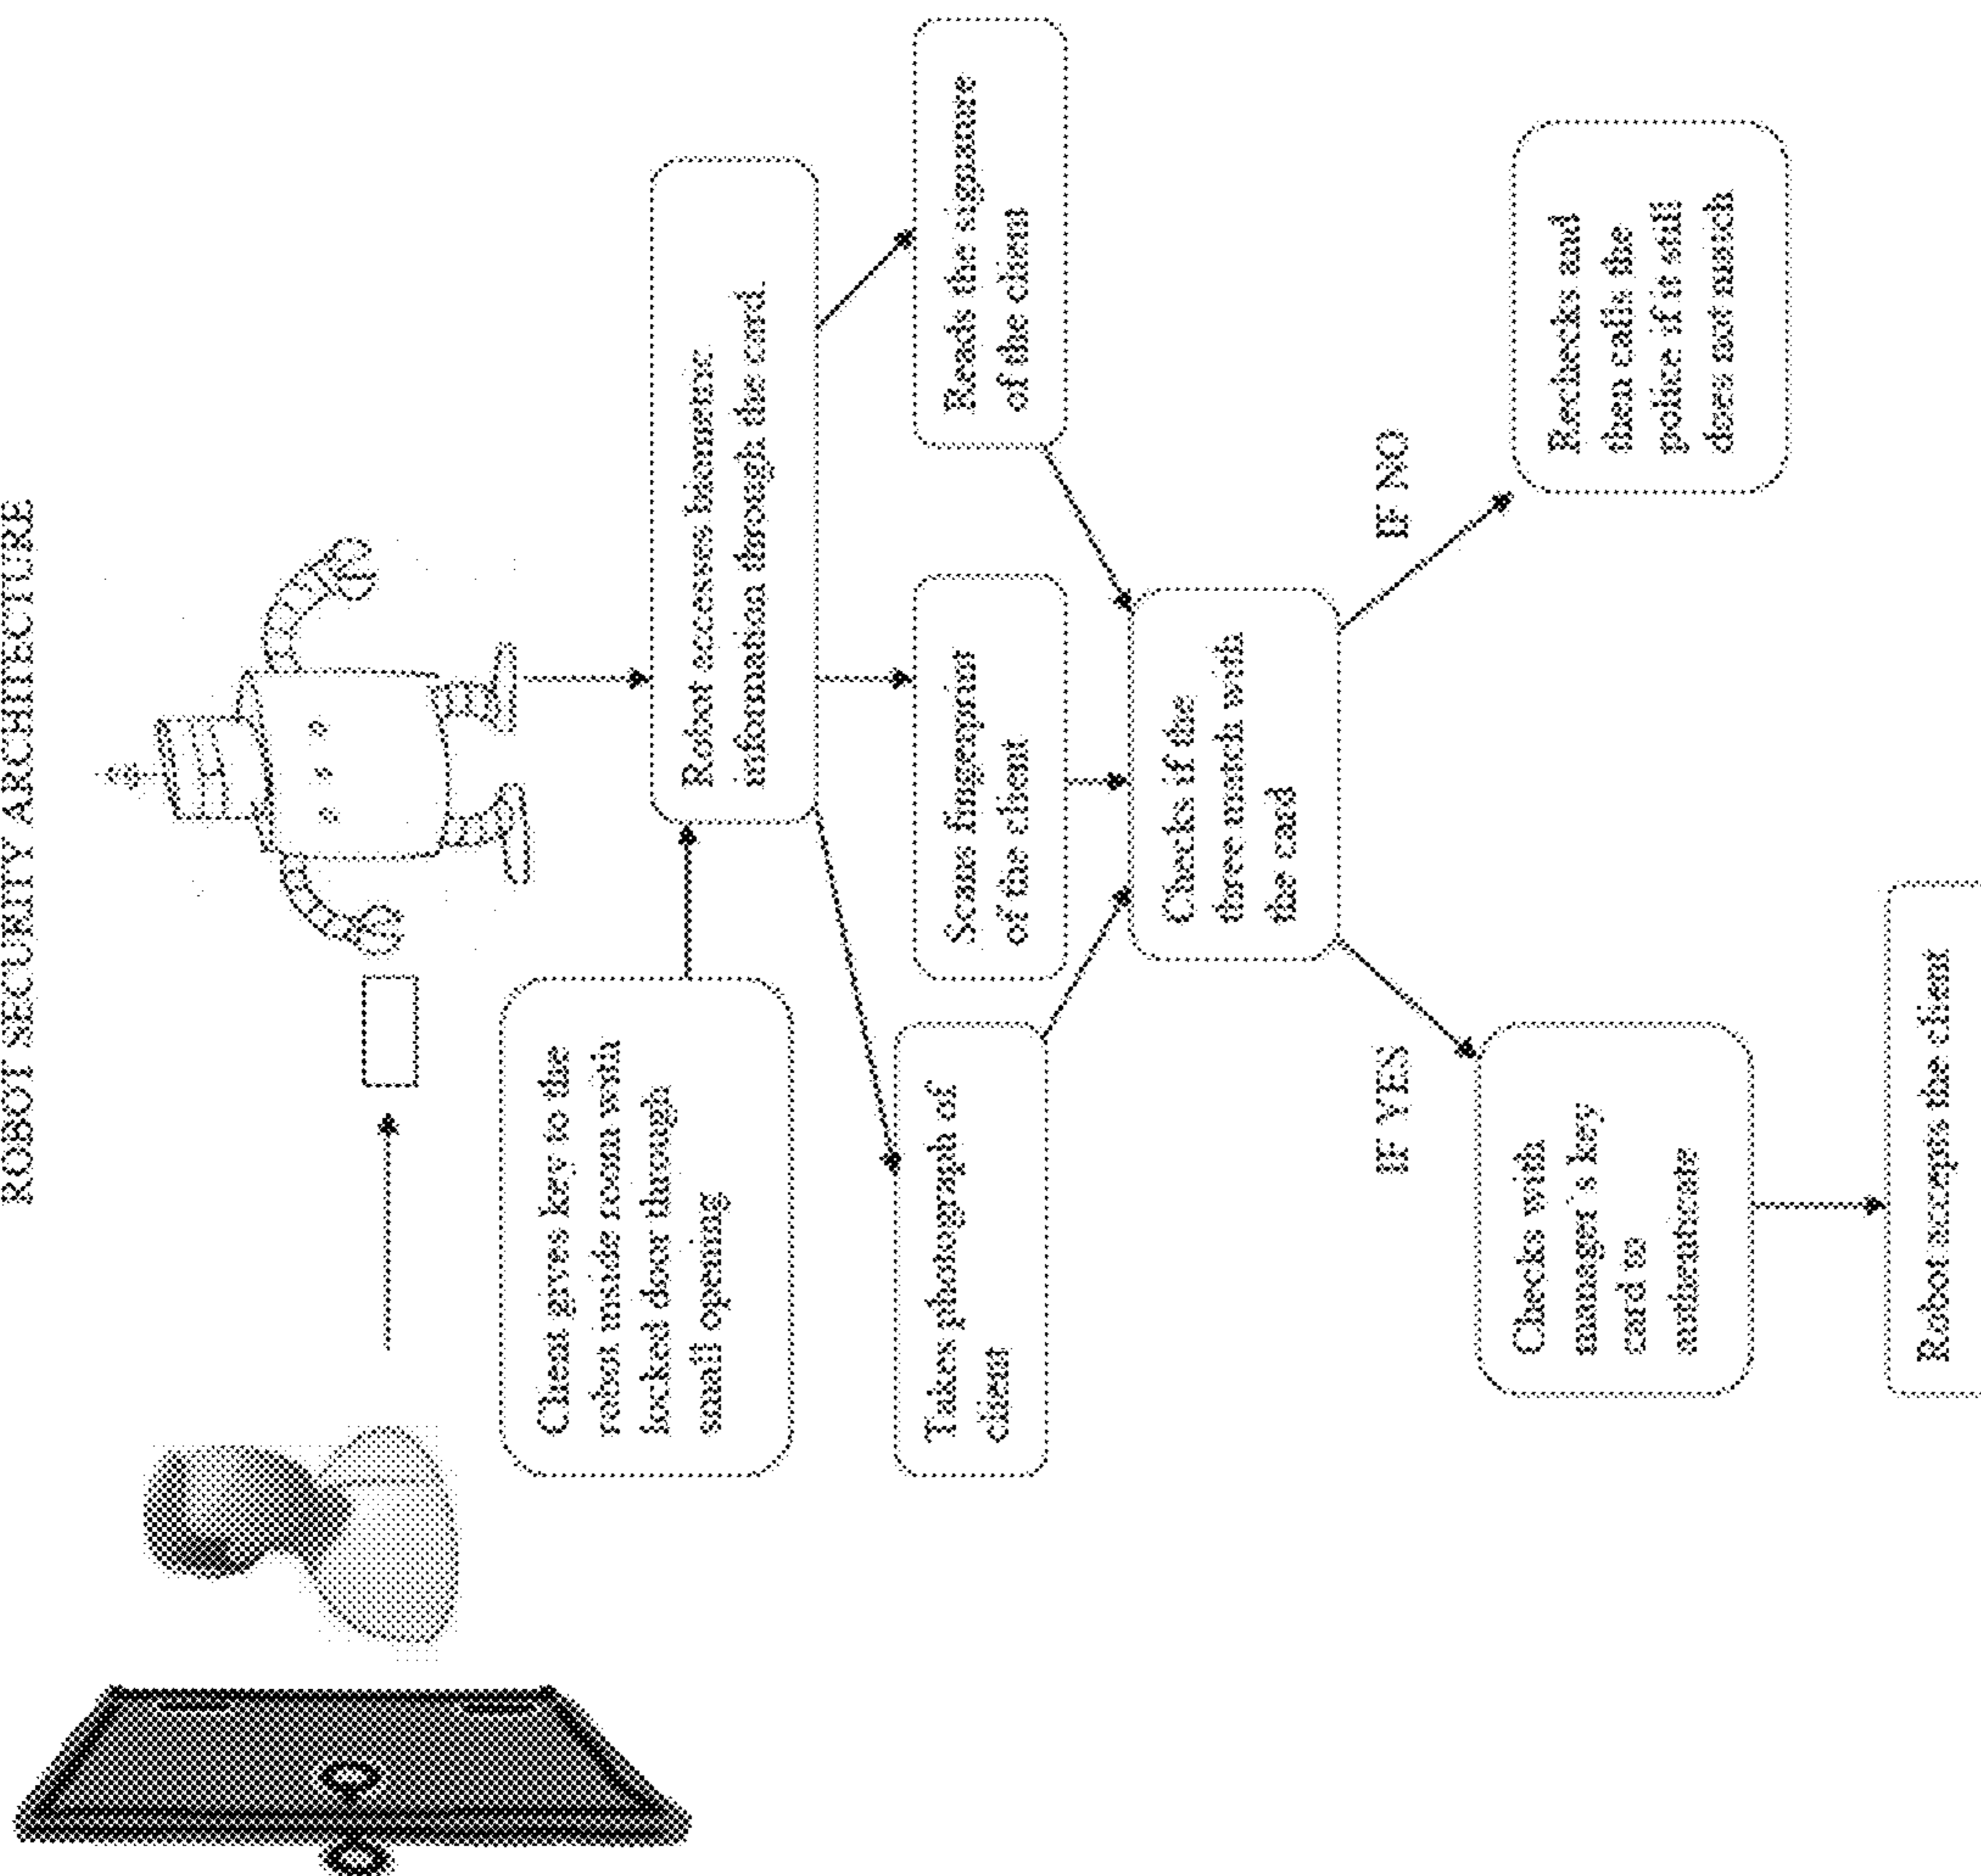 ROBOT SECURITY ARCHITECTURE
Client gives key to the
robot inside room with
locked door through
small opening
Robot accesses biometric
information through the card
Takes photograph of
client
Scans fingerprint
of the client
Reads the signature
of the client
Checks if the
three match with
the card
IF YES
IF NO
Checks with
manager's key
card to
authenticate
Rechecks and
then calls the
police if it still
does not match
Robot accepts the client